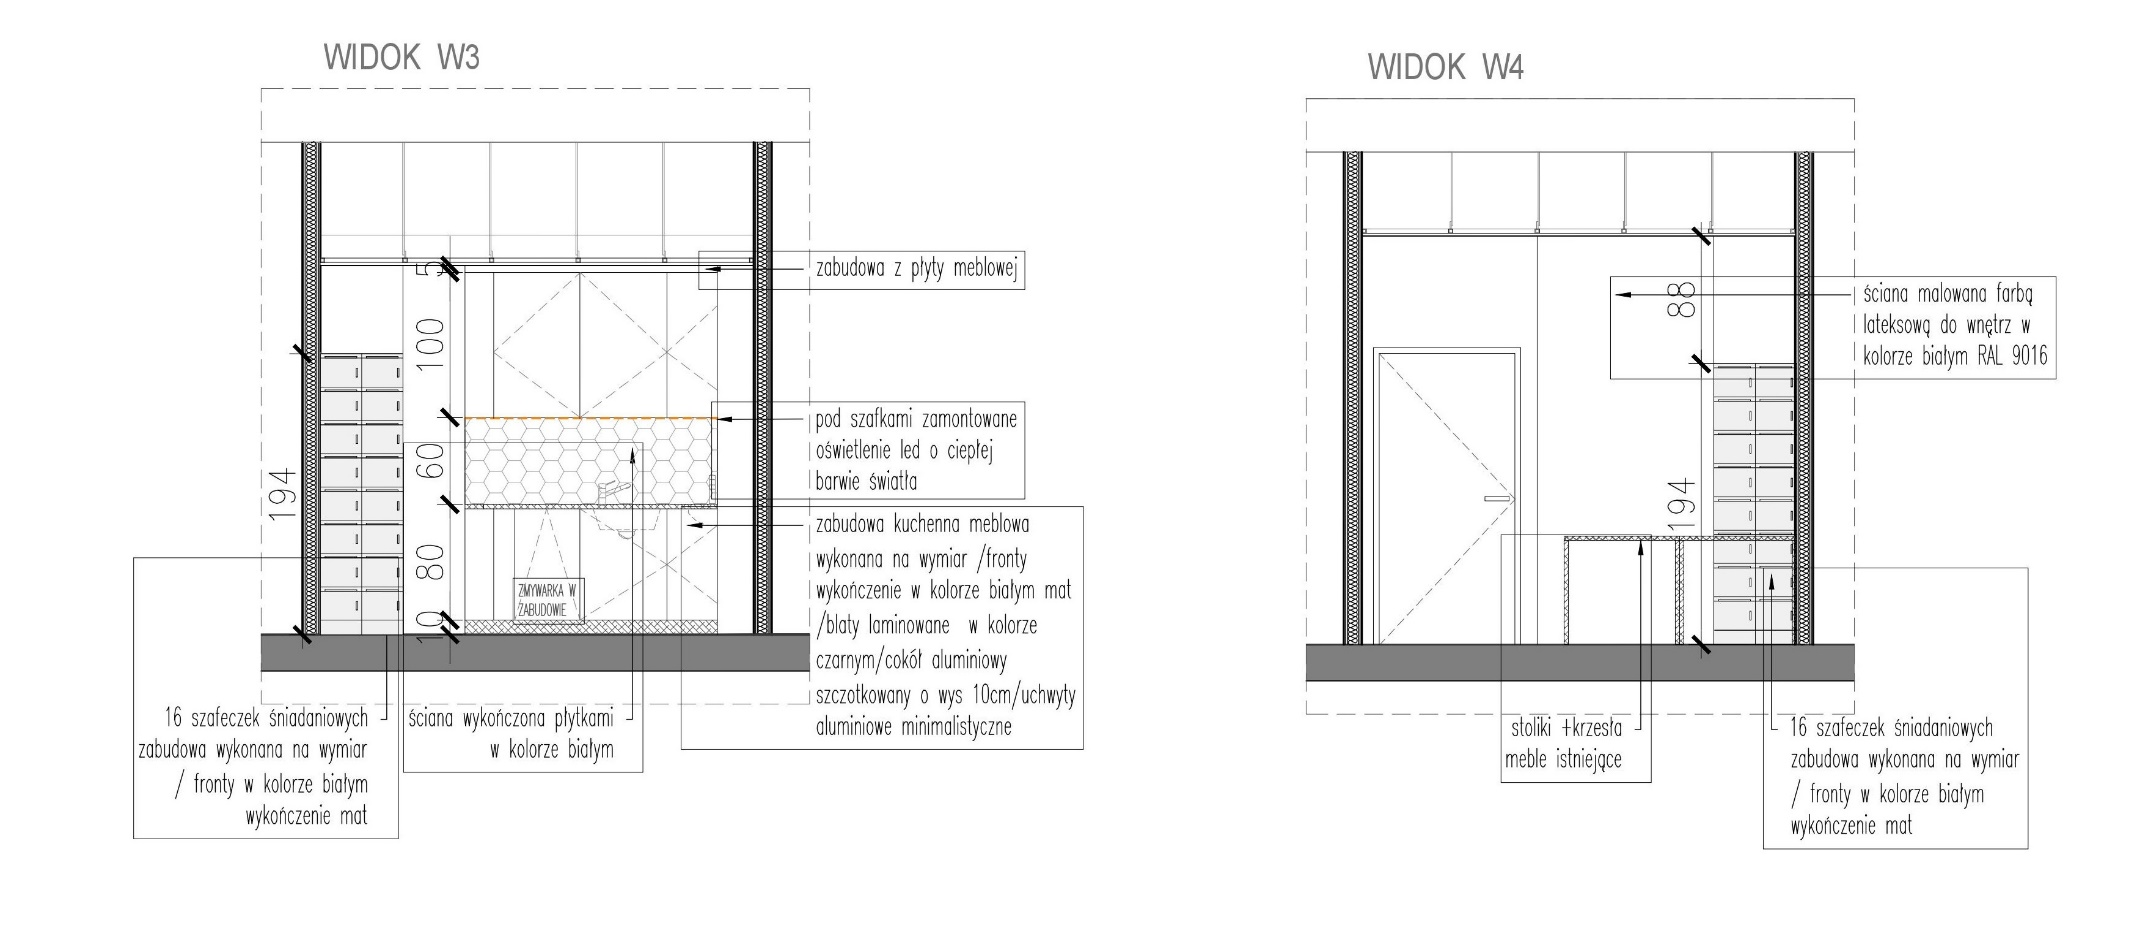 WIDOK W3
5
100
60
80
10
194
zabudowa z płyty meblowej
pod szafkami zamontowane
oświetlenie led o ciepłej
barwie światła
zabudowa kuchenna meblowa
wykonana na wymiar /fronty
wykończenie w kolorze białym mat
/blaty laminowane w kolorze
czarnym/cokół aluminiowy
szczotkowany o wys 10cm/uchwyty
aluminiowe minimalistyczne
ZMYWARKA W
ZABUDOWIE
16 szafeczek śniadaniowych
zabudowa wykonana na wymiar
/ fronty w kolorze białym
wykończenie mat
ściana wykończona płytkami
w kolorze białym
WIDOK W4
88
194
ściana malowana farbą
lateksową do wnętrz w
kolorze białym RAL 9016
stoliki +krzesła
meble istniejące
16 szafeczek śniadaniowych
zabudowa wykonana na wymiar
/ fronty w kolorze białym
wykończenie mat